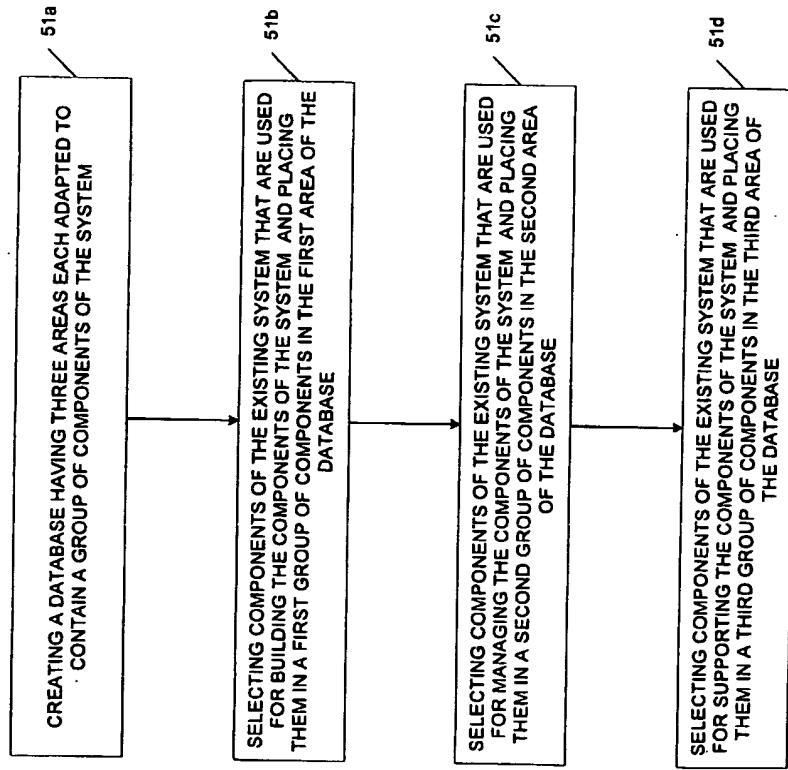 51a
CREATING A DATABASE HAVING THREE AREAS EACH ADAPTED TO
CONTAIN A GROUP OF COMPONENTS OF THE SYSTEM
51b
SELECTING COMPONENTS OF THE EXISTING SYSTEM THAT ARE USED
FOR BUILDING THE COMPONENTS OF THE SYSTEM AND PLACING
THEM IN A FIRST GROUP OF COMPONENTS IN THE FIRST AREA OF THE
DATABASE
51c
SELECTING COMPONENTS OF THE EXISTING SYSTEM THAT ARE USED
FOR MANAGING THE COMPONENTS OF THE SYSTEM AND PLACING
THEM IN A SECOND GROUP OF COMPONENTS IN THE SECOND AREA
OF THE DATABASE
51d
SELECTING COMPONENTS OF THE EXISTING SYSTEM THAT ARE USED
FOR SUPPORTING THE COMPONENTS OF THE SYSTEM AND PLACING
THEM IN A THIRD GROUP OF COMPONENTS IN THE THIRD AREA OF
THE DATABASE